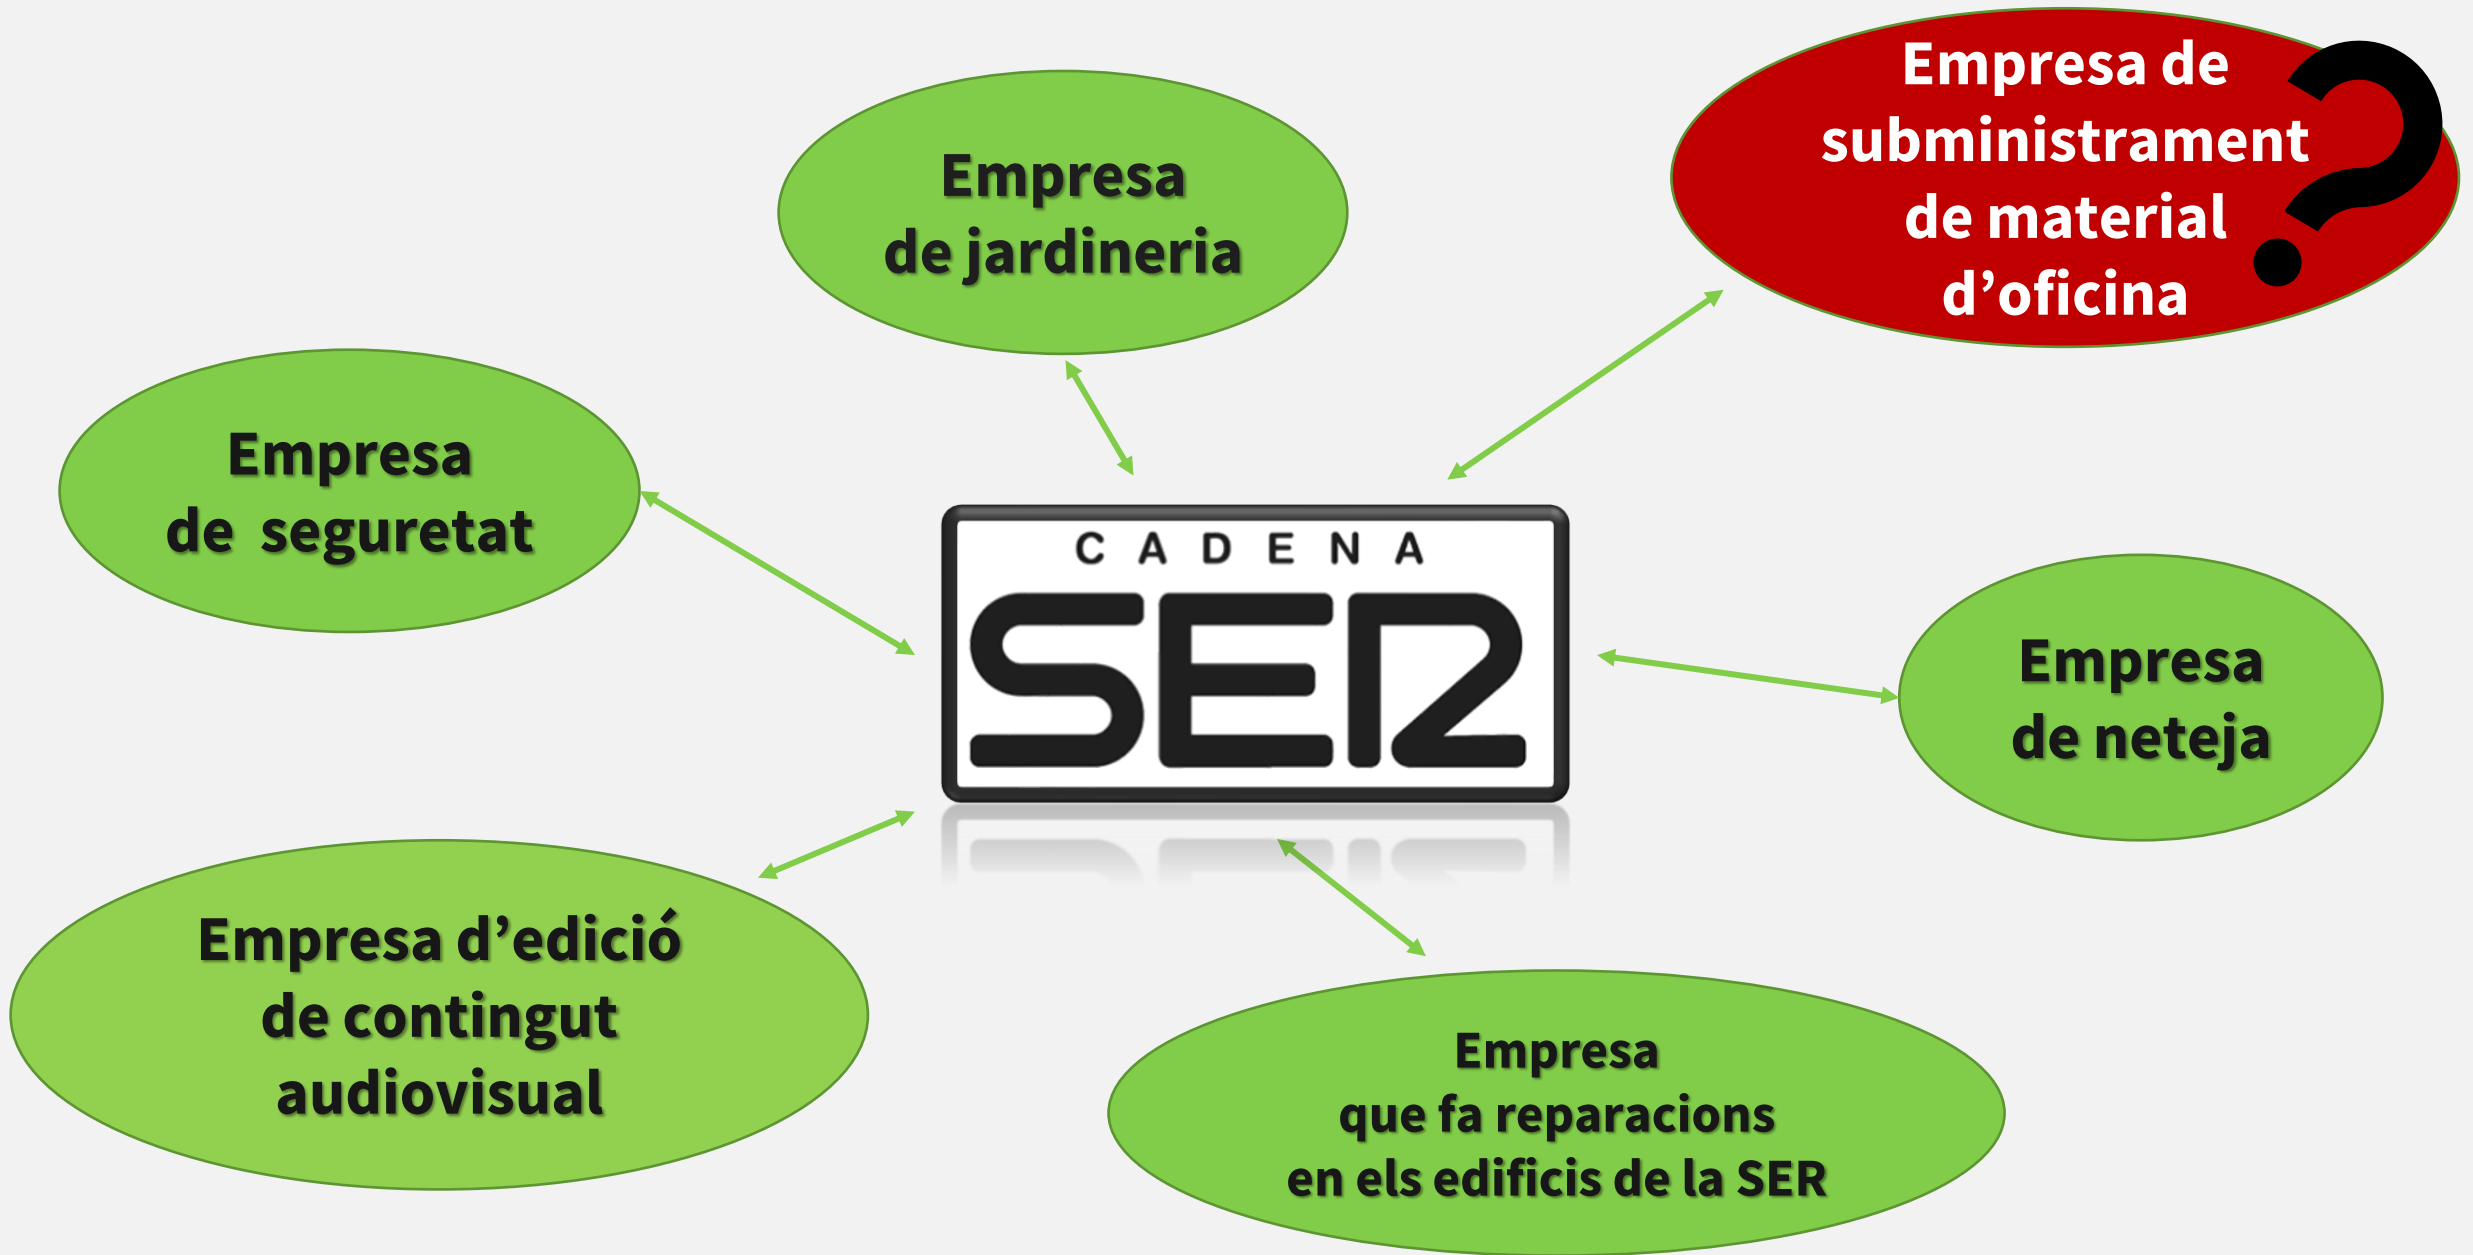 Empresa de
subministrament
de material
d’oficina
?
Empresa
de jardineria
Empresa
de  seguretat
CADENA
SER
Empresa
de neteja
Empresa d’edició
de contingut
audiovisual
Empresa
que fa reparacions
en els edificis de la SER